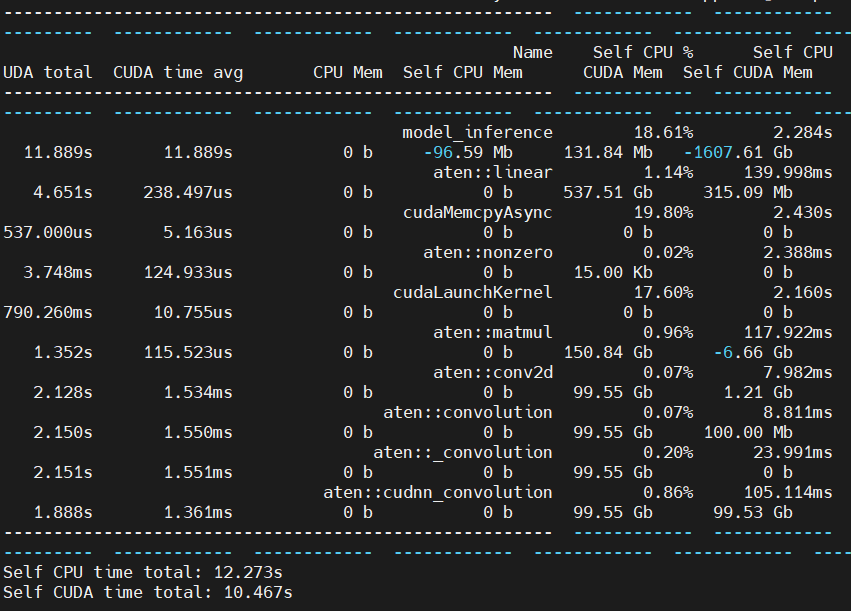 ------------------------------------------------------- ------------ ------------
--------- ------------ ------------ ------------ ------------ ------------ ----
Name Self CPU % Self CPU
UDA total CUDA time avg CPU Mem Self CPU Mem CUDA Mem Self CUDA Mem
------------------------------------------------------- ------------ ------------
--------- ------------ ------------ ------------ ------------ ------------ ----
model_inference 18.61% 2.284s
11.889s 11.889s 0 b -96.59 Mb 131.84 Mb -1607.61 Gb
aten::linear 1.14% 139.998ms
4.651s 238.497us 0 b 0 b 537.51 Gb 315.09 Mb
cudaMemcpyAsync 19.80% 2.430s
537.000us 5.163us 0 b 0 b 0 b 0 b
aten::nonzero 0.02% 2.388ms
3.748ms 124.933us 0 b 0 b 15.00 Kb 0 b
cudaLaunchKernel 17.60% 2.160s
790.260ms 10.755us 0 b 0 b 0 b 0 b
aten::matmul 0.96% 117.922ms
1.352s 115.523us 0 b 0 b 150.84 Gb -6.66 Gb
aten::conv2d 0.07% 7.982ms
2.128s 1.534ms 0 b 0 b 99.55 Gb 1.21 Gb
aten::convolution 0.07% 8.811ms
2.150s 1.550ms 0 b 0 b 99.55 Gb 100.00 Mb
aten::_convolution 0.20% 23.991ms
2.151s 1.551ms 0 b 0 b 99.55 Gb 0 b
aten::cudnn_convolution 0.86% 105.114ms
1.888s 1.361ms 0 b 0 b 99.55 Gb 99.53 Gb
------------------------------------------------------- ------------ ------------
--------- ------------ ------------ ------------ ------------ ------------ ----
Self CPU time total: 12.273s
Self CUDA time total: 10.467s